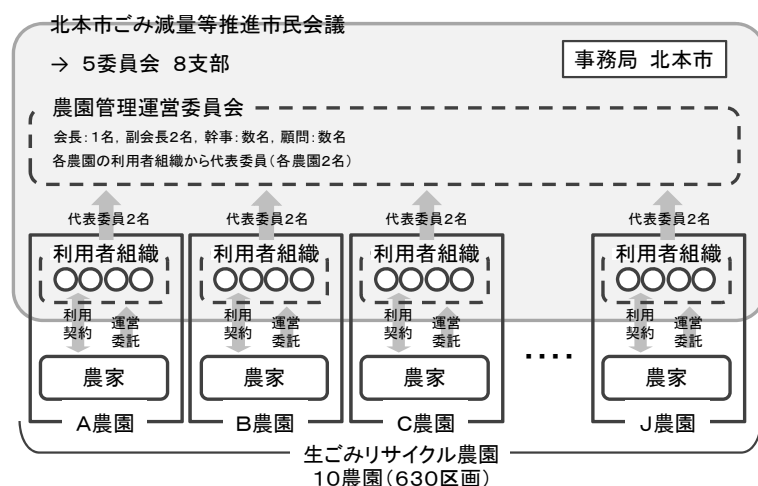 北本市ごみ減量等推進市民会議
→ 5委員会 8支部
事務局 北本市
農園管理運営委員会
会長：1名，副会長2名，幹事：数名，顧問：数名
各農園の利用者組織から代表委員（各農園2名）
代表委員2名
代表委員2名
代表委員2名
代表委員2名
利用者組織
利用者組織
利用者組織
利用者組織
利用
契約
運営
委託
利用
契約
運営
委託
利用
契約
運営
委託
利用
契約
運営
委託
農家
農家
農家
‥‥
農家
A農園
B農園
C農園
J農園
生ごみリサイクル農園
10農園（630区画）